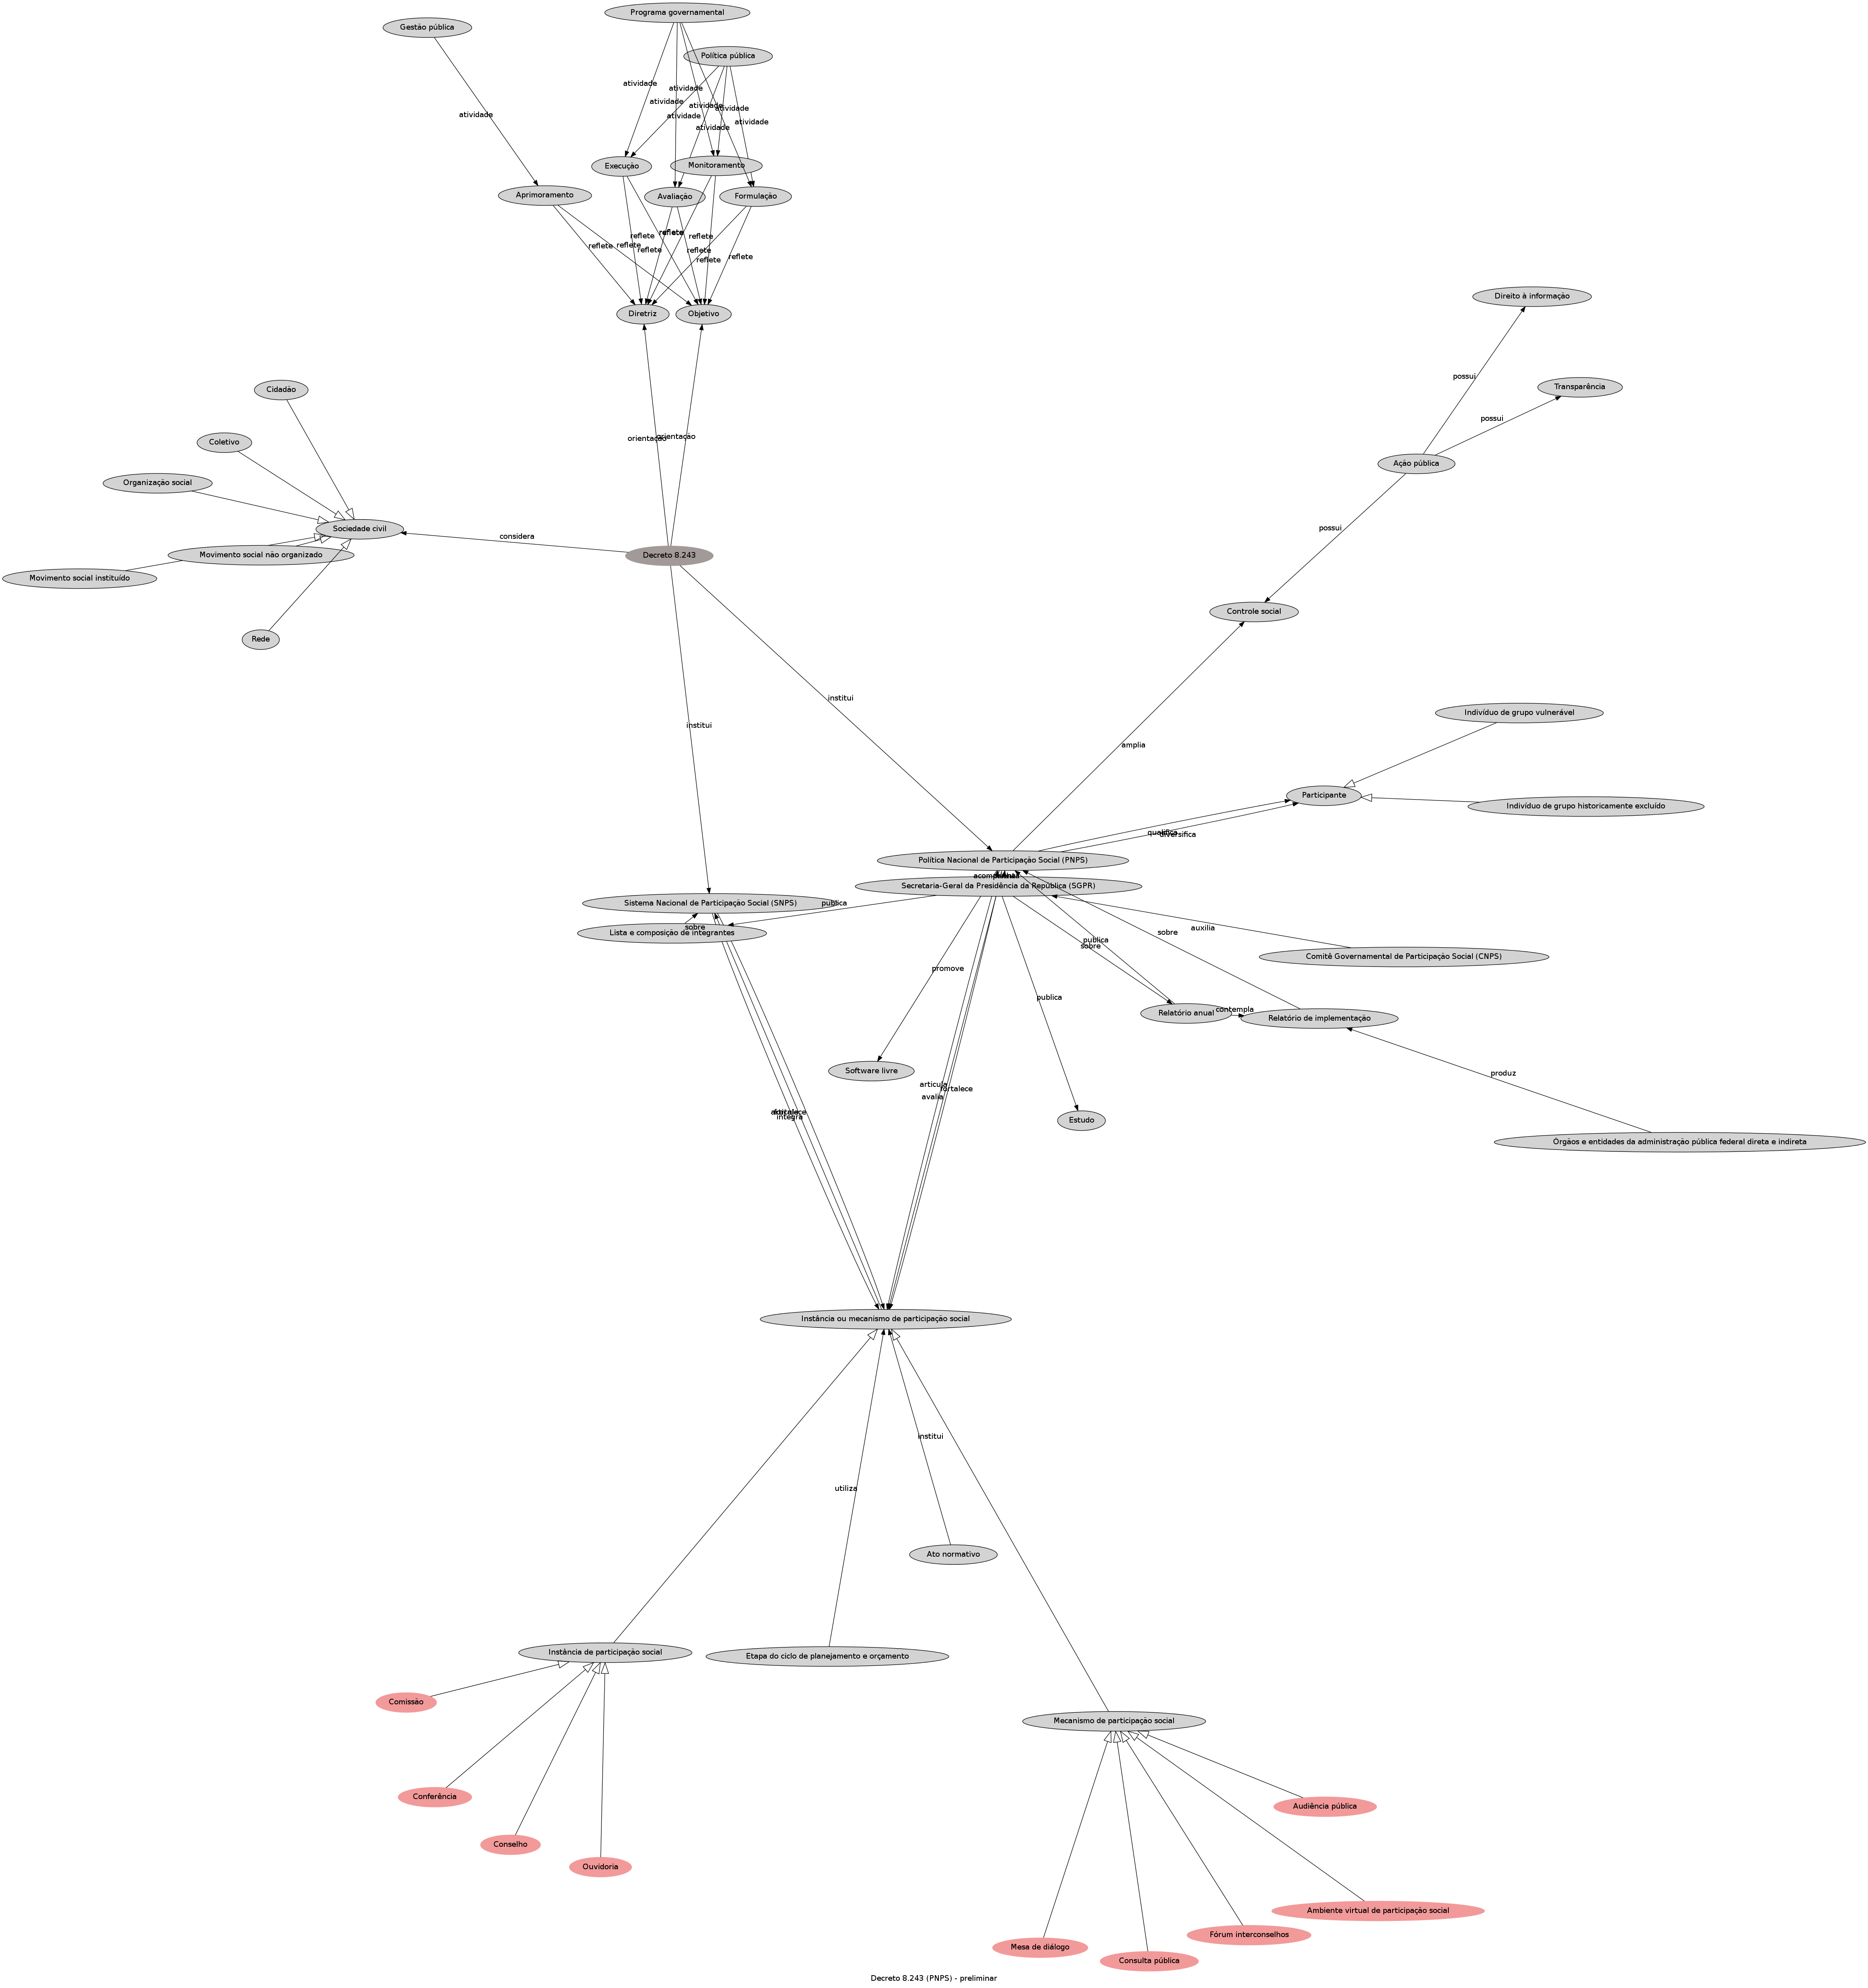 Programa governamental
Gestão pública
Política pública
atividade
atividade
atividade
atividade
atividade
atividade
atividade
atividade
atividade
Execução
Monitoramento
Aprimoramento
Avaliação
Formulação
reflete
reflete
reflete
reflete
reflete
reflete
reflete
reflete
reflete
Diretriz
Objetivo
Direito à informação
possui
Transparência
Cidadão
possui
orientação
orientação
Coletivo
Ação pública
Organização social
possui
Sociedade civil
considera
Movimento social não organizado
Decreto 8.243
Movimento social instituído
Controle social
Rede
institui
institui
amplia
Indivíduo de grupo vulnerável
Participante
Indivíduo de grupo historicamente excluído
qualifica
diversifica
Política Nacional de Participação Social (PNPS)
Secretaria-Geral da Presidência da República (SGPR)
Sistema Nacional de Participação Social (SNPS)
publica
sobre
Lista e composição de integrantes
auxilia
sobre
publica
sobre
Comitê Governamental de Participação Social (CNPS)
promove
publica
contempla
Relatório anual
Relatório de implementação
Software livre
produz
articula
fortalece
avalia
fortalece
integra
Estudo
Órgãos e entidades da administração pública federal direta e indireta
Instância ou mecanismo de participação social
institui
utiliza
Ato normativo
Instância de participação social
Etapa do ciclo de planejamento e orçamento
Comissão
Mecanismo de participação social
Conferência
Audiência pública
Conselho
Ouvidoria
Ambiente virtual de participação social
Fórum interconselhos
Mesa de diálogo
Consulta pública
Decreto 8.243 (PNPS) - preliminar